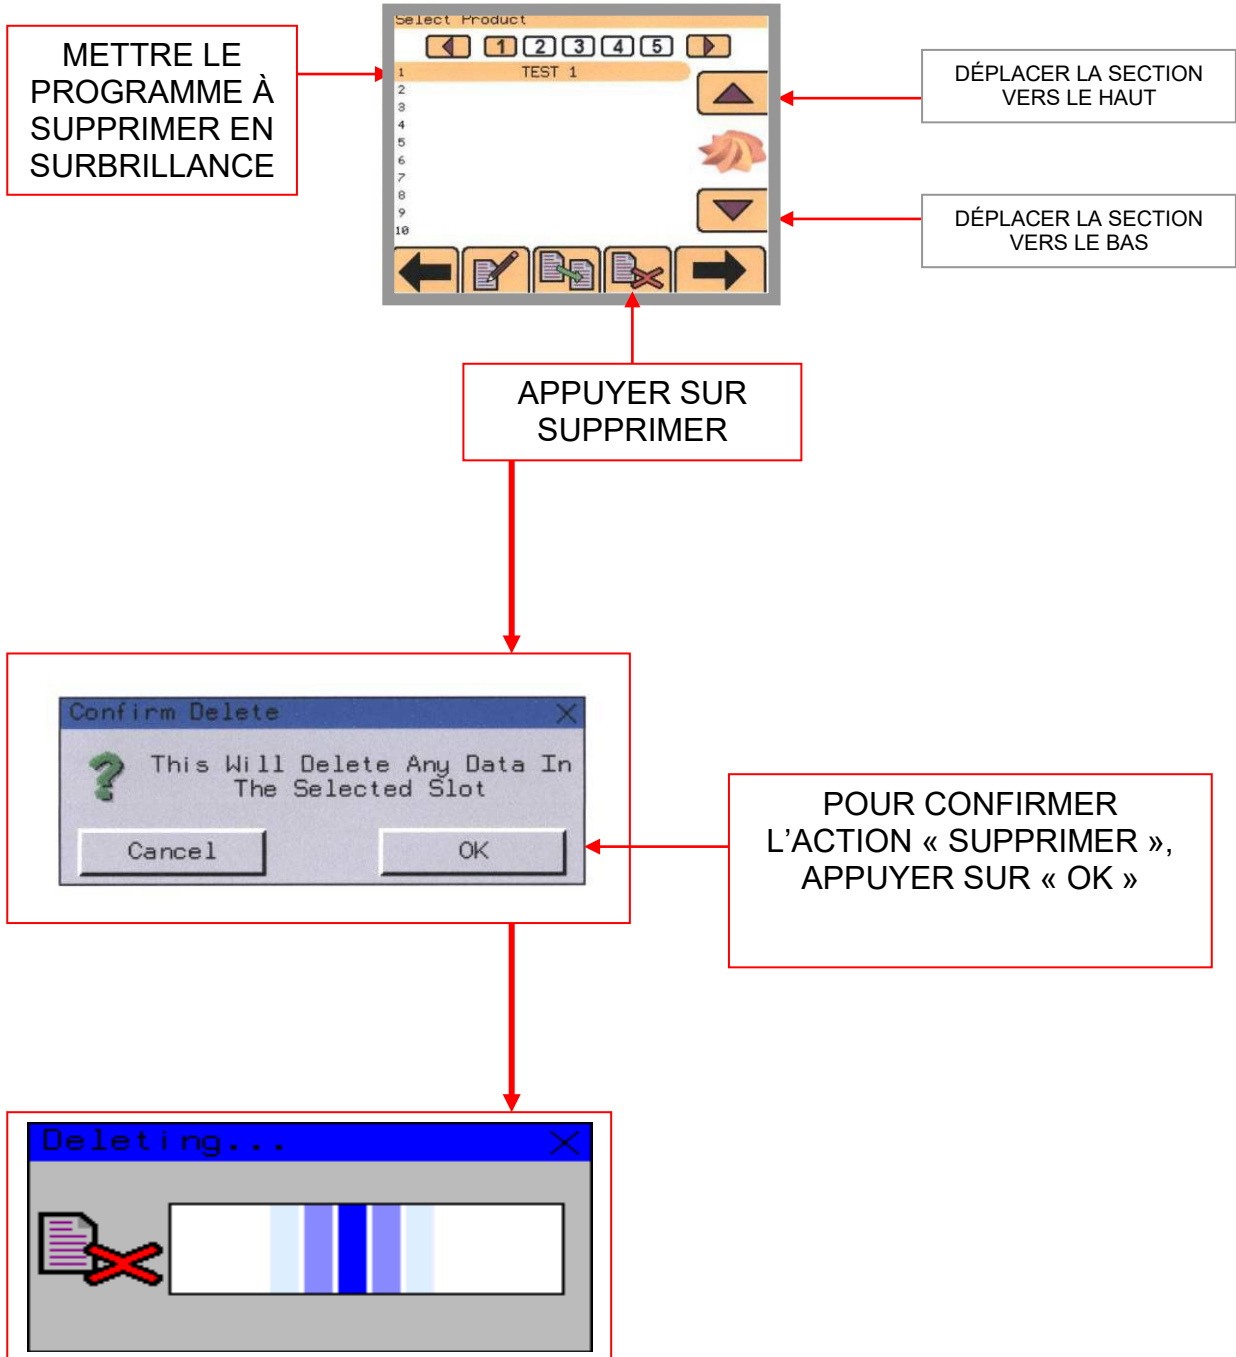 Select Product
METTRE LE
PROGRAMME À
SUPPRIMER EN
SURBRILLANCE
1 2 3 4 5
1 TEST 1
2
3
4
5
6
7
8
9
10
DÉPLACER LA SECTION
VERS LE HAUT
DÉPLACER LA SECTION
VERS LE BAS
APPUYER SUR
SUPPRIMER
Confirm Delete
This Will Delete Any Data In
The Selected Slot
Cancel OK
POUR CONFIRMER
L’ACTION « SUPPRIMER »,
APPUYER SUR « OK »
Deleting...